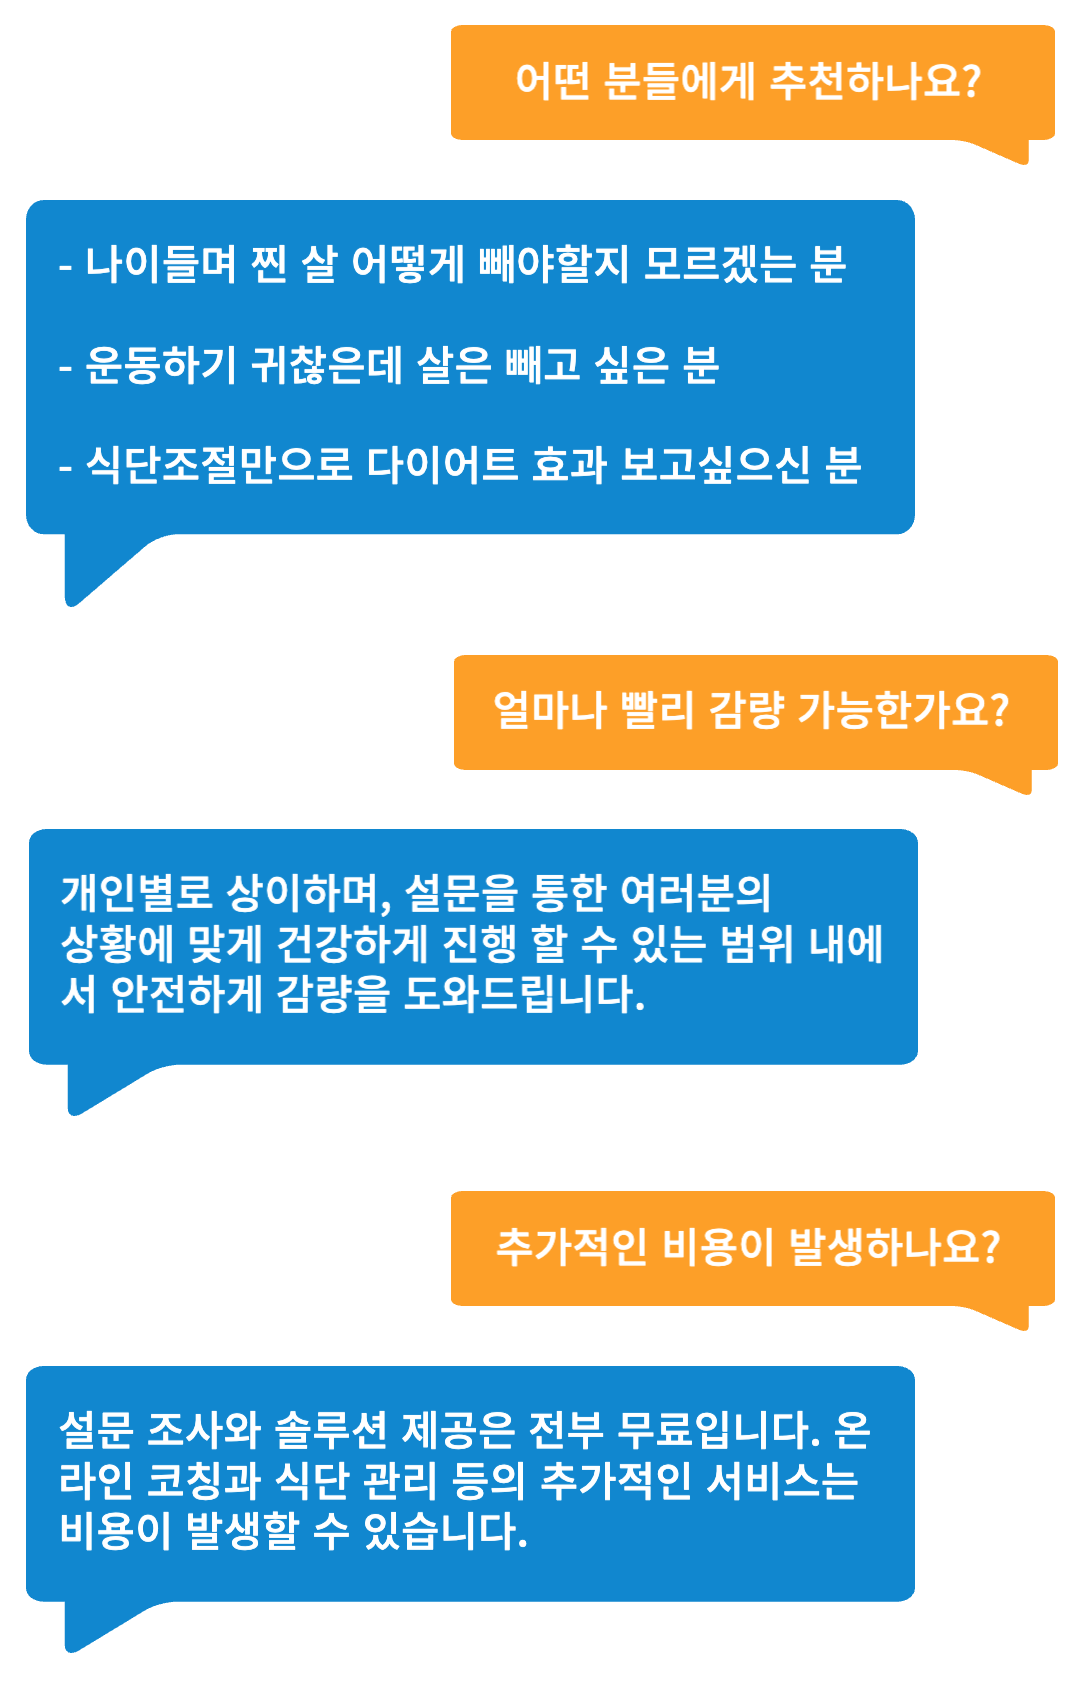 어떤 분들에게 추천하나요?
- 나이들며 찐 살 어떻게 빼야할지 모르겠는 분
- 운동하기 귀찮은데 살은 빼고 싶은 분
- 식단조절만으로 다이어트 효과 보고싶으신 분
얼마나 빨리 감량 가능한가요?
개인별로 상이하며, 설문을 통한 여러분의
상황에 맞게 건강하게 진행 할 수 있는 범위 내에
서 안전하게 감량을 도와드립니다.
추가적인 비용이 발생하나요?
설문 조사와 솔루션 제공은 전부 무료입니다. 온
라인 코칭과 식단 관리 등의 추가적인 서비스는
비용이 발생할 수 있습니다.